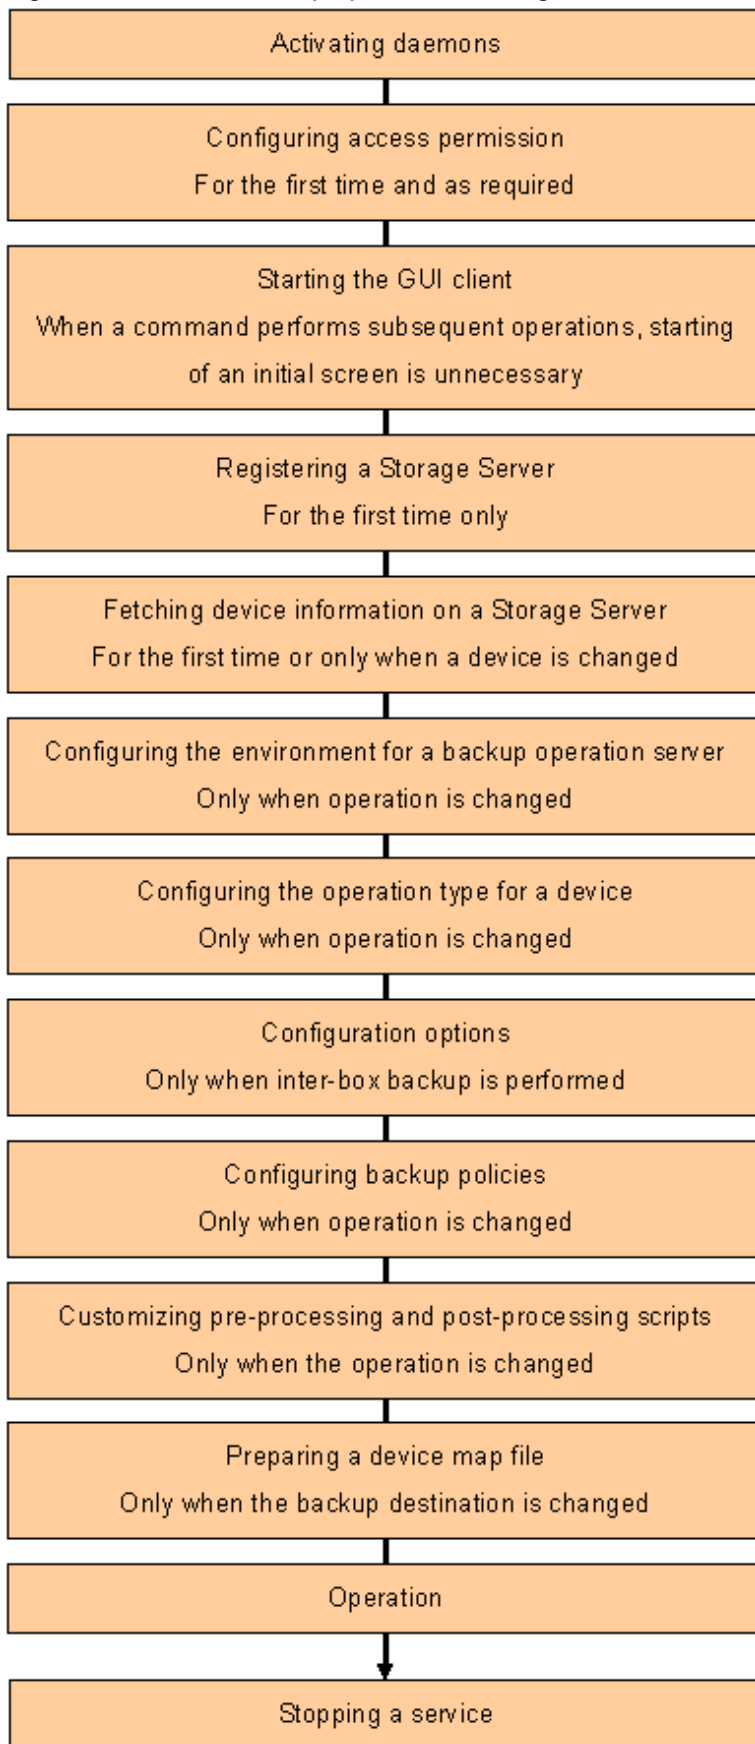 Activating daemons
Configuring access permission
For the first time and as required
Starting the GUI client
When a command performs subsequent operations, starting
of an initial screen is unnecessary
Registering a Storage Server
For the first time only
Fetching device information on a Storage Server
For the first time or only when a device is changed
Configuring the environment for a backup operation server
Only when operation is changed
Configuring the operation type for a device
Only when operation is changed
Configuration options
Only when inter-box backup is performed
Configuring backup policies
Only when operation is changed
Customizing pre-processing and post-processing scripts
Only when the operation is changed
Preparing a device map file
Only when the backup destination is changed
Operation
Stopping a service